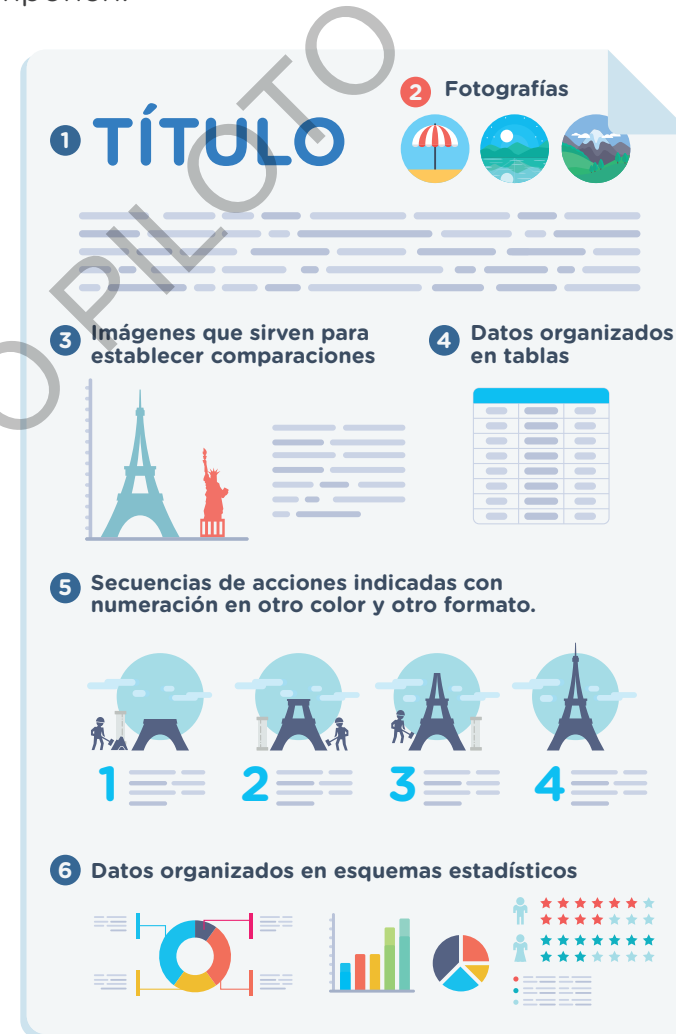 1 TÍTULO
2 Fotografías
3 Imágenes que sirven para
establecer comparaciones
4 Datos organizados
en tablas
5 Secuencias de acciones indicadas con
numeración en otro color y otro formato.
1
2
3
4
6 Datos organizados en esquemas estadísticos
O PILOTO